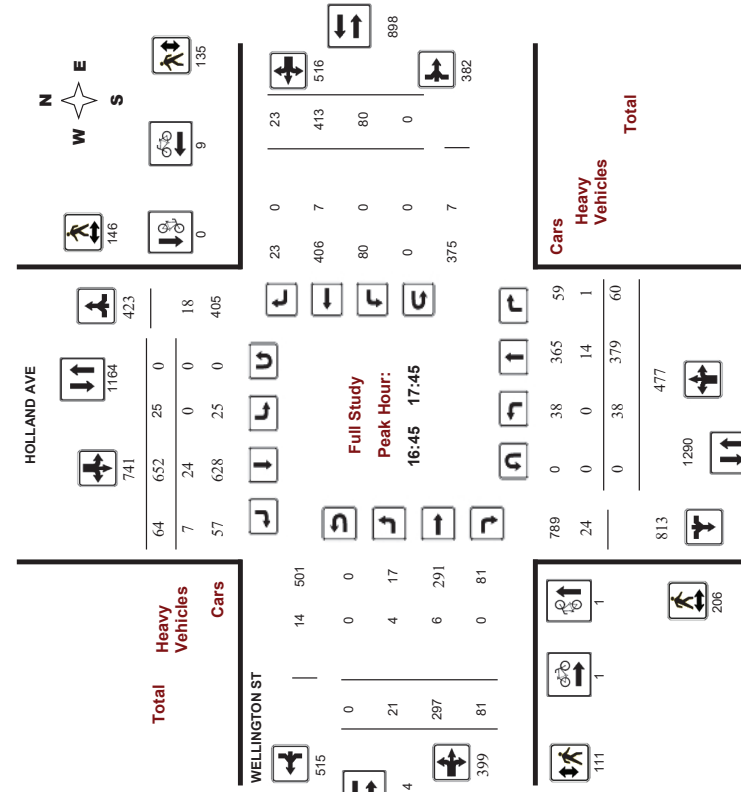 HOLLAND AVE
N
E
W
S
146
135
0
9
741
1164
423
64 652 25 0
7 24 0 0 18
57 628 25 0 405
Total
Heavy
Vehicles
Cars
WELLINGTON ST
515
14 501
0 0 0
21 4 17
297 6 291
81 0 81
399
4
Full Study
Peak Hour:
16:45 17:45
898
516
382
23 0 23
406 7 413
80 0 80
0 0 0
375 7
Cars
Heavy
Vehicles
Total
789 0 38 365 59
24 0 0 14 1
0 38 379 60
813
477
1290
1
1
111
206